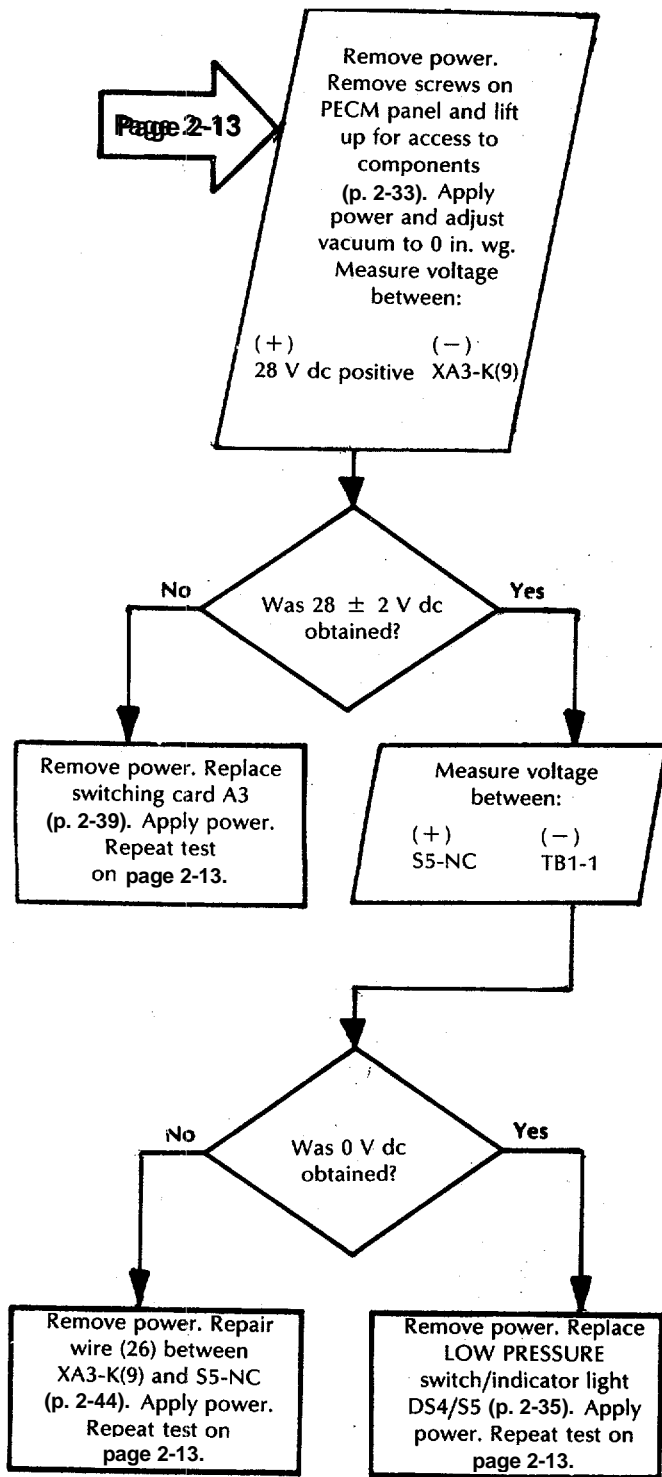 Page 2-13
Remove power.
Remove screws on
PECM panel and lift
up for access to
components
(p. 2-33). Apply
power and adjust
vacuum to 0 in. wg.
Measure voltage
between:
(+) (−)
28 V dc positive XA3-K(9)
No
Was 28 ± 2 V dc
obtained?
Yes
Remove power. Replace
switching card A3
(p. 2-39). Apply power.
Repeat test
on page 2-13.
Measure voltage
between:
(+) (−)
S5-NC TB1-1
No
Was 0 V dc
obtained?
Yes
Remove power. Repair
wire (26) between
XA3-K(9) and S5-NC
(p. 2-44). Apply power.
Repeat test on
page 2-13.
Remove power. Replace
LOW PRESSURE
switch/indicator light
DS4/S5 (p. 2-35). Apply
power. Repeat test on
page 2-13.